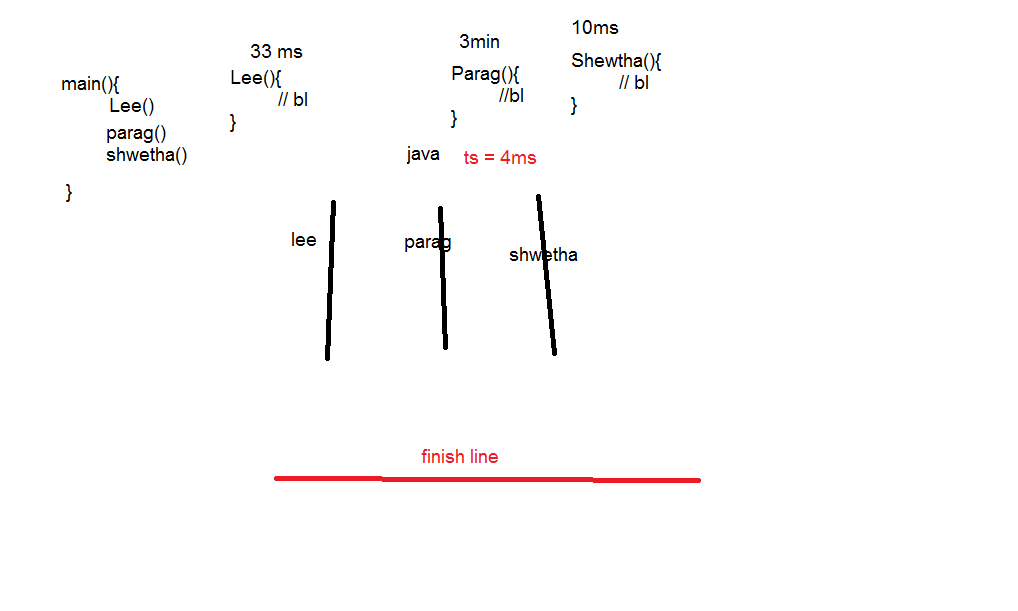 main(){
Lee()
parag()
shwetha()
}
33 ms
Lee(){
// bl
}
3min
Parag(){
//bl
}
10ms
Shewtha(){
// bl
}
java
ts = 4ms
lee
parag
shwetha
finish line